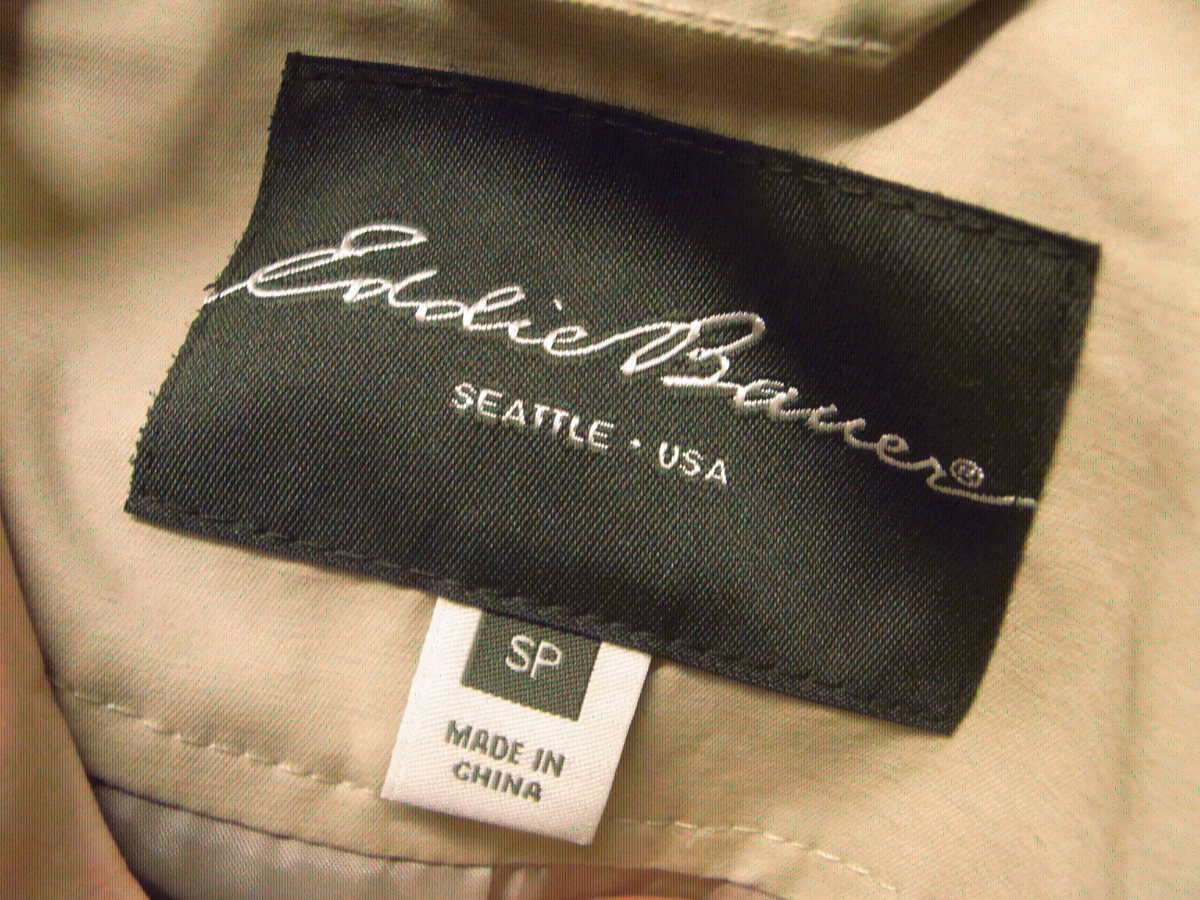 Eddie Bauer®
SEATTLE · USA
SP
MADE IN
CHINA